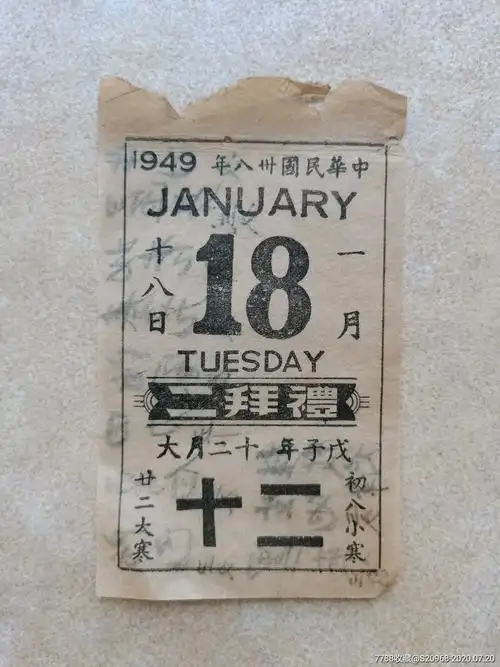 1949 中華民國卅八年
JANUARY
一月
18
十八日
TUESDAY
禮拜二
戊子年 十二月大
初八小寒
二十
廿二大寒
7788收藏@S20968-2020.07.20